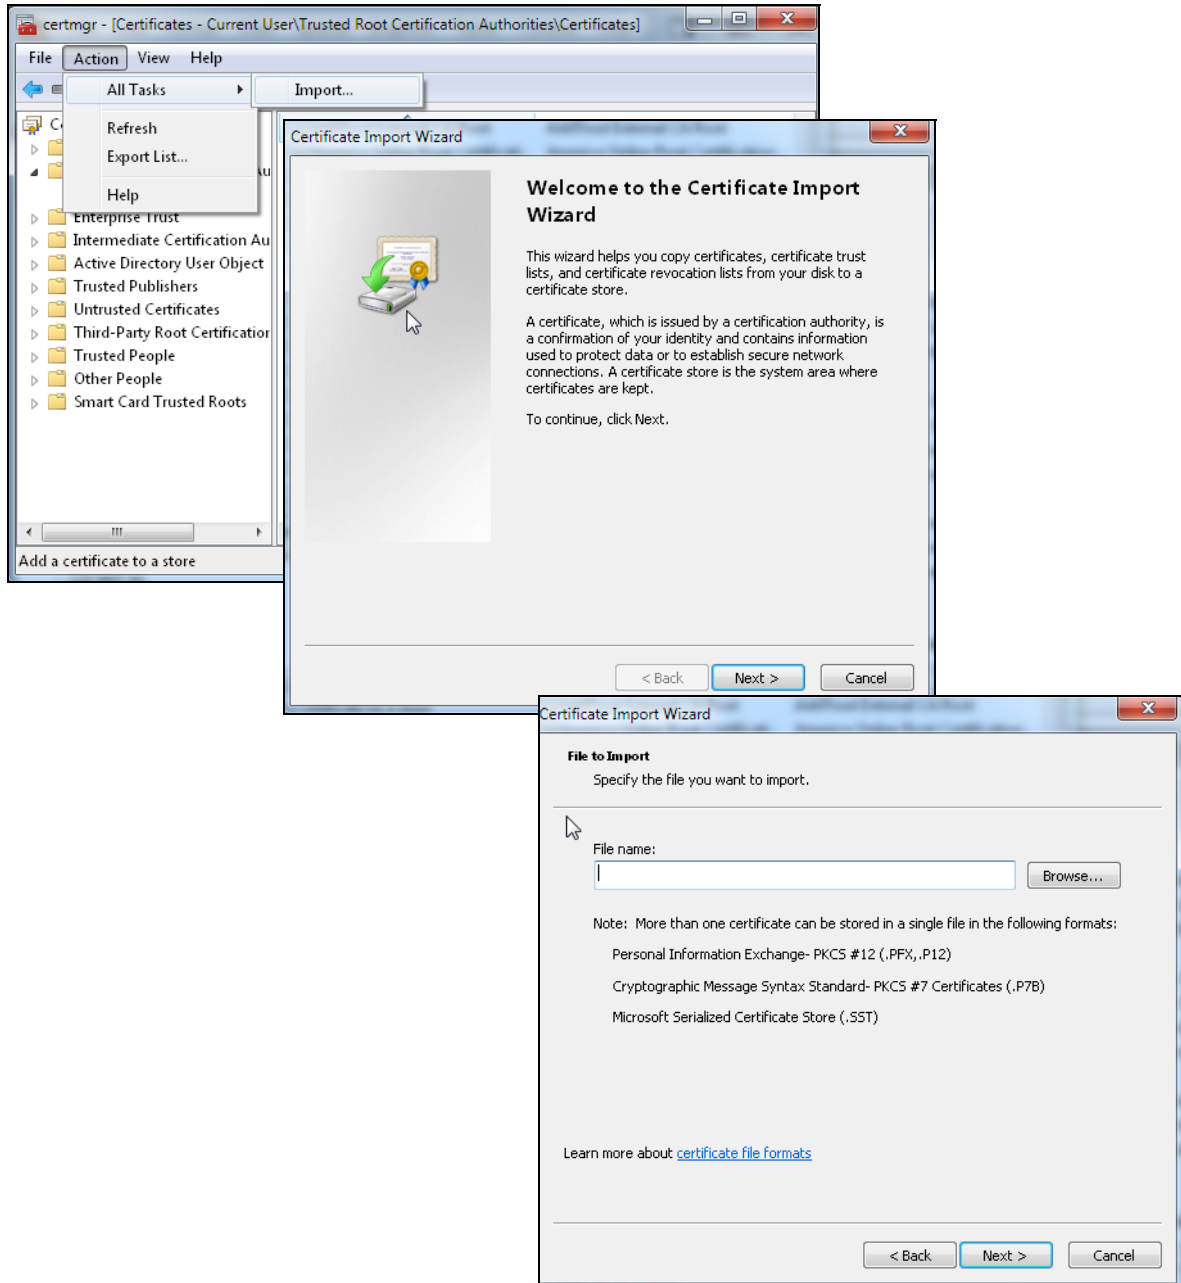 certmgr - [Certificates - Current User\Trusted Root Certification Authorities\Certificates]
File Action View Help
All Tasks
Import...
Refresh
Export List...
Help
Enterprise Trust
Intermediate Certification Au
Active Directory User Object
Trusted Publishers
Untrusted Certificates
Third-Party Root Certification
Trusted People
Other People
Smart Card Trusted Roots
Add a certificate to a store
Certificate Import Wizard
Welcome to the Certificate Import
Wizard
This wizard helps you copy certificates, certificate trust
lists, and certificate revocation lists from your disk to a
certificate store.
A certificate, which is issued by a certification authority, is
a confirmation of your identity and contains information
used to protect data or to establish secure network
connections. A certificate store is the system area where
certificates are kept.
To continue, click Next.
< Back Next > Cancel
Certificate Import Wizard
File to Import
Specify the file you want to import.
File name:
Browse...
Note: More than one certificate can be stored in a single file in the following formats:
Personal Information Exchange- PKCS #12 (.PFX,.P12)
Cryptographic Message Syntax Standard- PKCS #7 Certificates (.P7B)
Microsoft Serialized Certificate Store (.SST)
Learn more about certificate file formats
< Back Next > Cancel